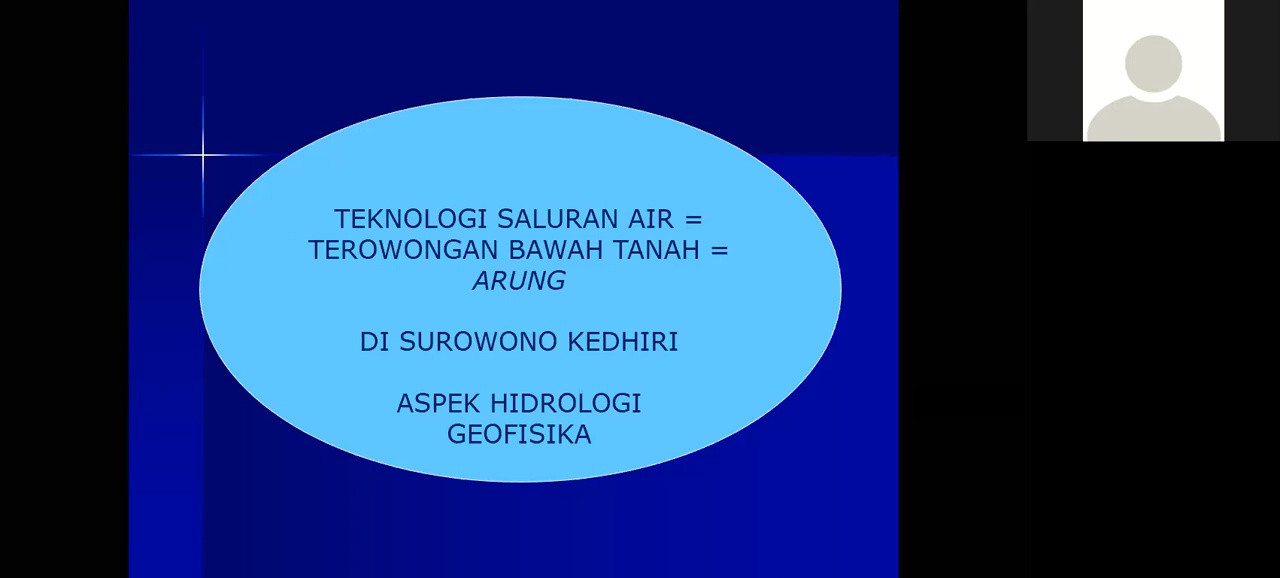 TEKNOLOGI SALURAN AIR =
TEROWONGAN BAWAH TANAH =
ARUNG
DI SUROWONO KEDHIRI
ASPEK HIDROLOGI
GEOFISIKA